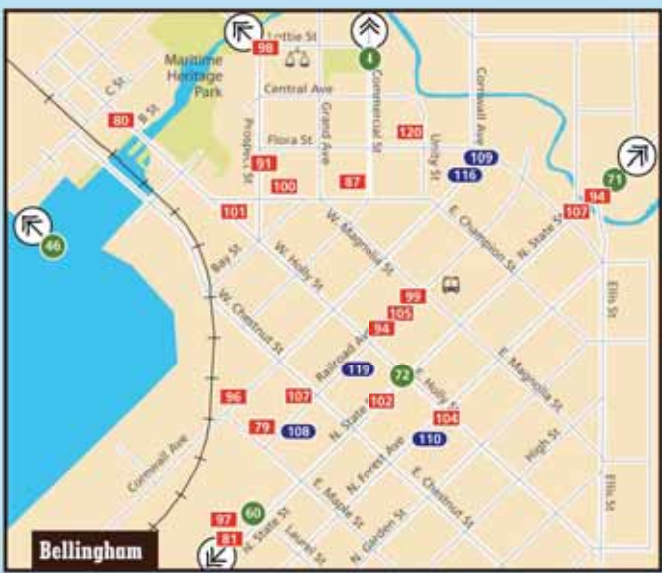 Lottie St
98
4
Maritime
Heritage
Park
C St
B St
Central Ave
80
Prospect St
Grand Ave
Commercial St
Cornwall Ave
Flora St
120
Unity St
109
91
116
100
87
71
94
107
101
46
Bay St
W. Holly St
W. Magnolia St
E. Champion St
N. State St
Ellis St
W. Chestnut St
99
105
94
Railroad Ave
119
72
E. Holly St
E. Magnolia St
96
107
102
104
79
108
N. State St
110
High St
Cornwall Ave
N. Forest Ave
E. Maple St
E. Chestnut St
Ellis St
97
60
81
N. State St
Laurel St
N. Garden St
Bellingham